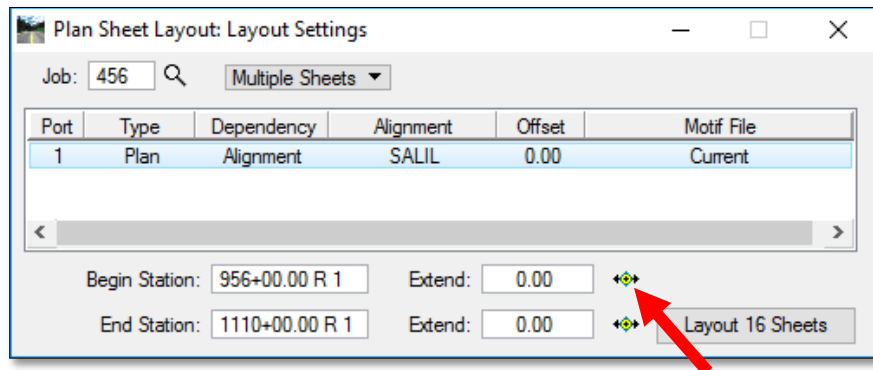 Plan Sheet Layout: Layout Settings
Job: 456 Multiple Sheets
Port Type Dependency Alignment Offset Motif File
1 Plan Alignment SALIL 0.00 Current
Begin Station: 956+00.00 R 1 Extend: 0.00
End Station: 1110+00.00 R 1 Extend: 0.00 Layout 16 Sheets